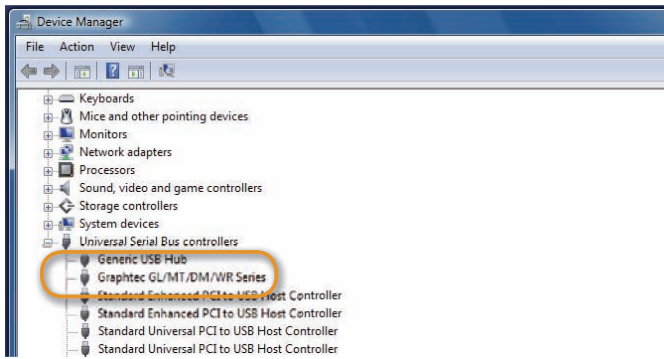 Device Manager
File Action View Help
Keyboards
Mice and other pointing devices
Monitors
Network adapters
Processors
Sound, video and game controllers
Storage controllers
System devices
Universal Serial Bus controllers
Generic USB Hub
Graphtec GL/MT/DM/WR Series
Standard Enhanced PCI to USB Host Controller
Standard Enhanced PCI to USB Host Controller
Standard Universal PCI to USB Host Controller
Standard Universal PCI to USB Host Controller